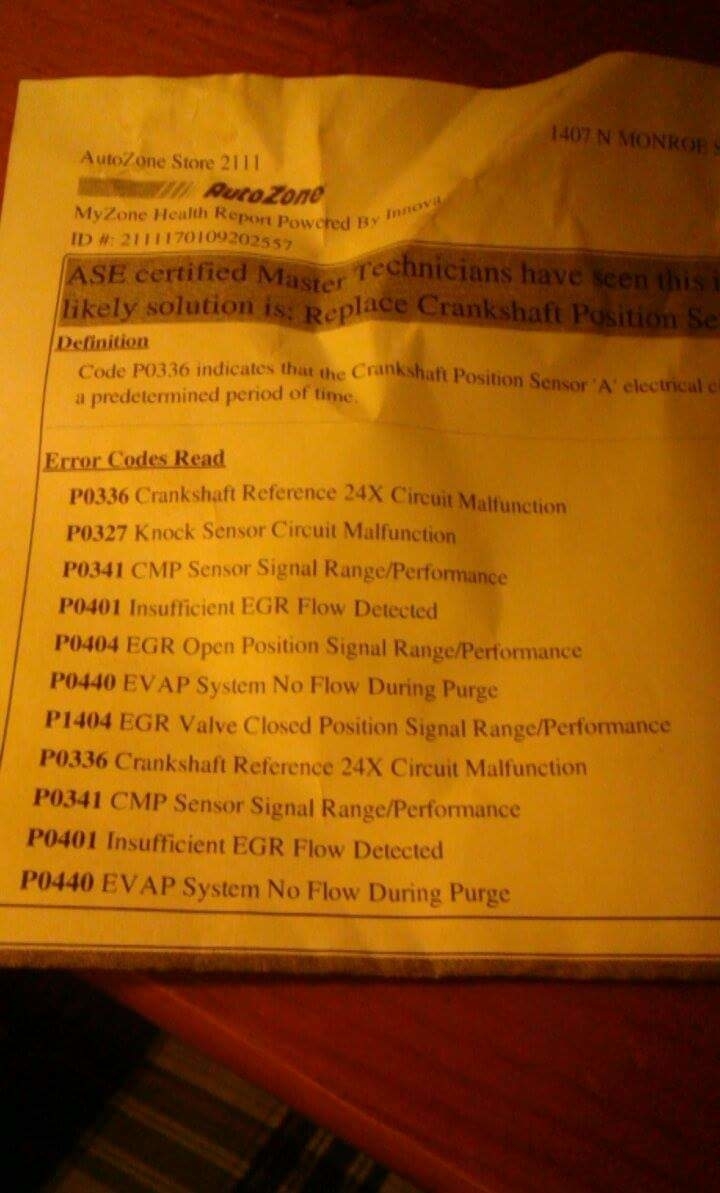 1407 N MONROE
AutoZone Store 2111
AutoZone
MyZone Health Report Powered By Innova
ID #: 2111170109202557
ASE certified Master Technicians have seen this
likely solution is: Replace Crankshaft Position Se
Definition
Code P0336 indicates that the Crankshaft Position Sensor 'A' electrical c
a predetermined period of time.
Error Codes Read
P0336 Crankshaft Reference 24X Circuit Malfunction
P0327 Knock Sensor Circuit Malfunction
P0341 CMP Sensor Signal Range/Performance
P0401 Insufficient EGR Flow Detected
P0404 EGR Open Position Signal Range/Performance
P0440 EVAP System No Flow During Purge
P1404 EGR Valve Closed Position Signal Range/Performance
P0336 Crankshaft Reference 24X Circuit Malfunction
P0341 CMP Sensor Signal Range/Performance
P0401 Insufficient EGR Flow Detected
P0440 EVAP System No Flow During Purge